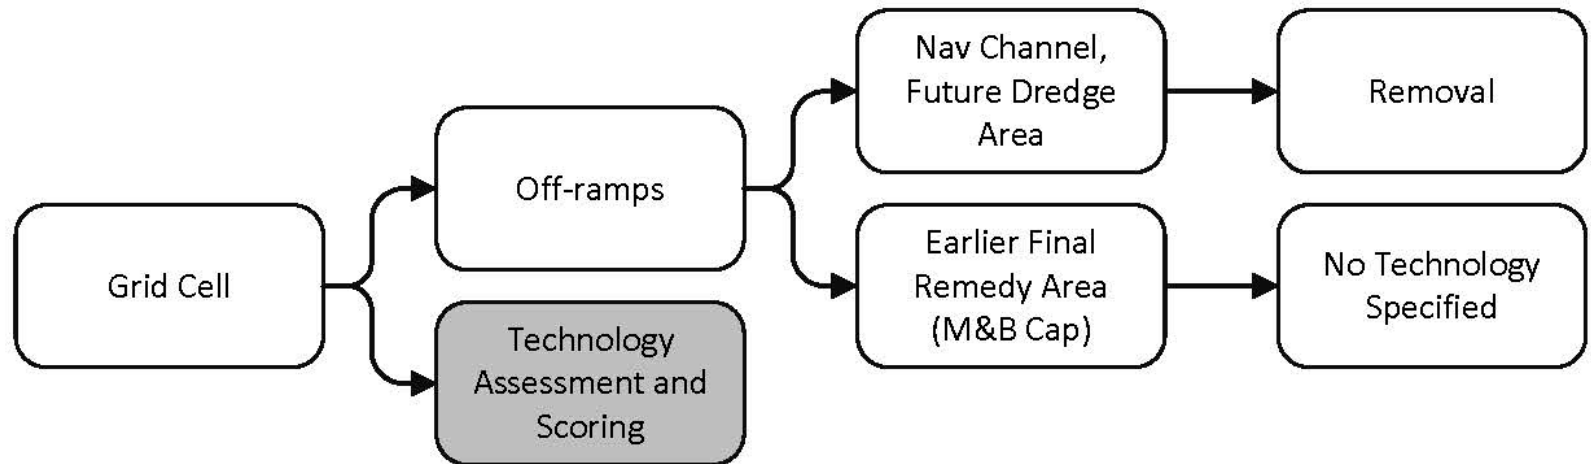 Grid Cell
Off-ramps
Technology
Assessment and
Scoring
Nav Channel,
Future Dredge
Area
Earlier Final
Remedy Area
(M&B Cap)
Removal
No Technology
Specified